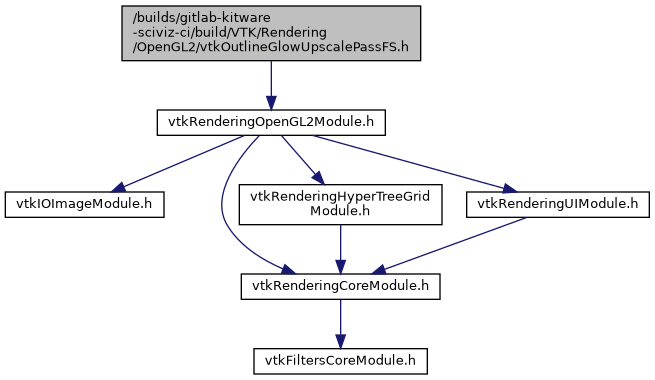 /builds/gitlab-kitware
-sciviz-ci/build/VTK/Rendering
/OpenGL2/vtkOutlineGlowUpscalePassFS.h
vtkRenderingOpenGL2Module.h
vtkIOImageModule.h
vtkRenderingHyperTreeGrid
Module.h
vtkRenderingUIModule.h
vtkRenderingCoreModule.h
vtkFiltersCoreModule.h